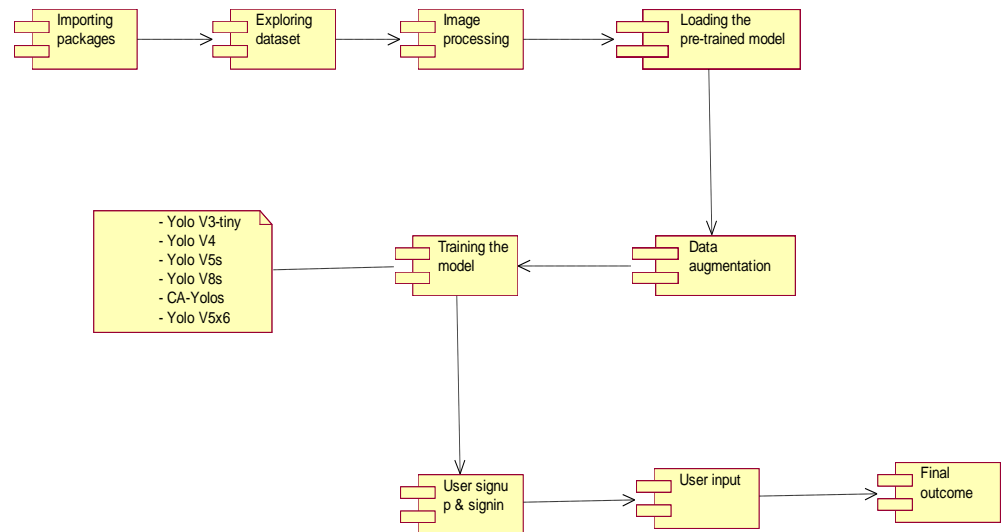 Importing
packages
Exploring
dataset
Image
processing
Loading the
pre-trained model
- Yolo V3-tiny
- Yolo V4
- Yolo V5s
- Yolo V8s
- CA-Yolos
- Yolo V5x6
Training the
model
Data
augmentation
User signu
p & signin
User input
Final
outcome